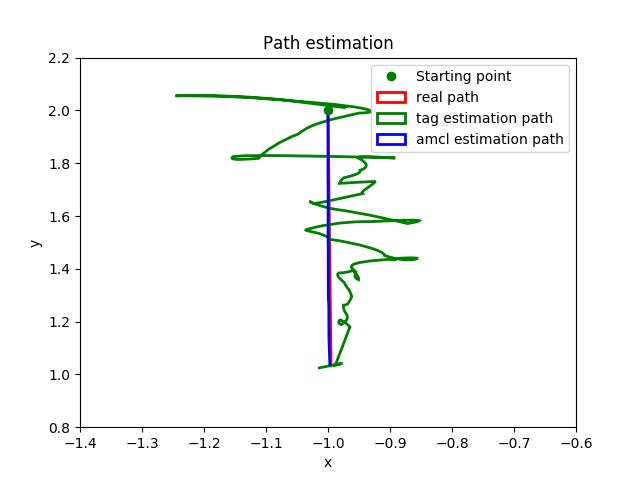 Path estimation
Starting point
real path
tag estimation path
amcl estimation path
2.2
2.0
1.8
1.6
1.4
1.2
1.0
0.8
y
−1.4 −1.3 −1.2 −1.1 −1.0 −0.9 −0.8 −0.7 −0.6
x